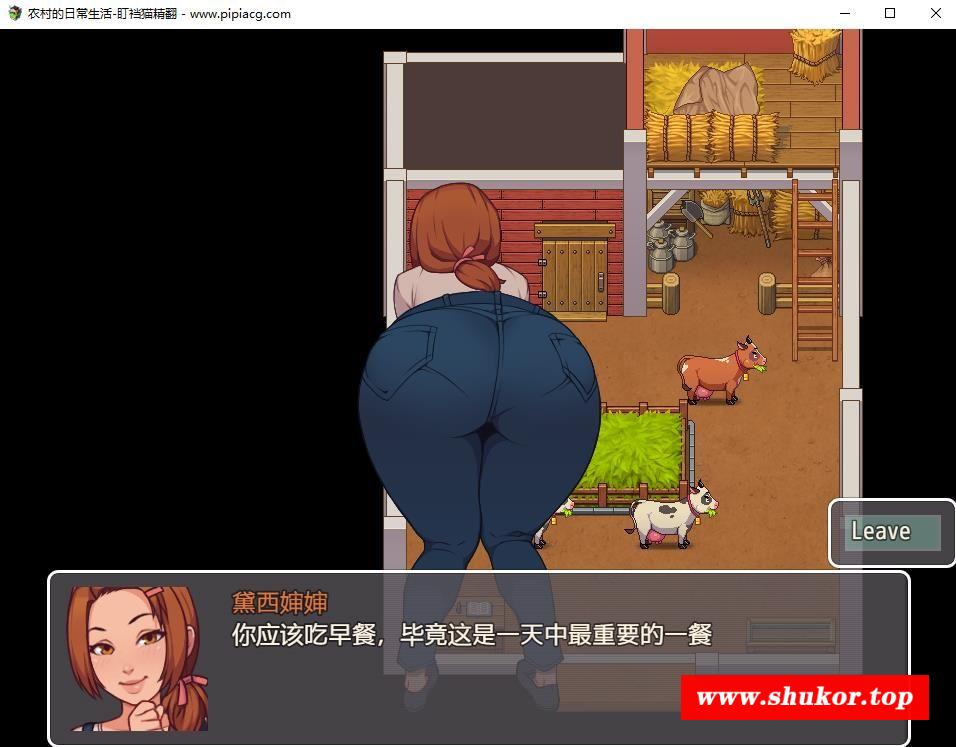 农村的日常生活-盯裆猫精翻 - www.pipiacg.com
Leave
黛西婶婶
你应该吃早餐，毕竟这是一天中最重要的一餐
www.shukor.top